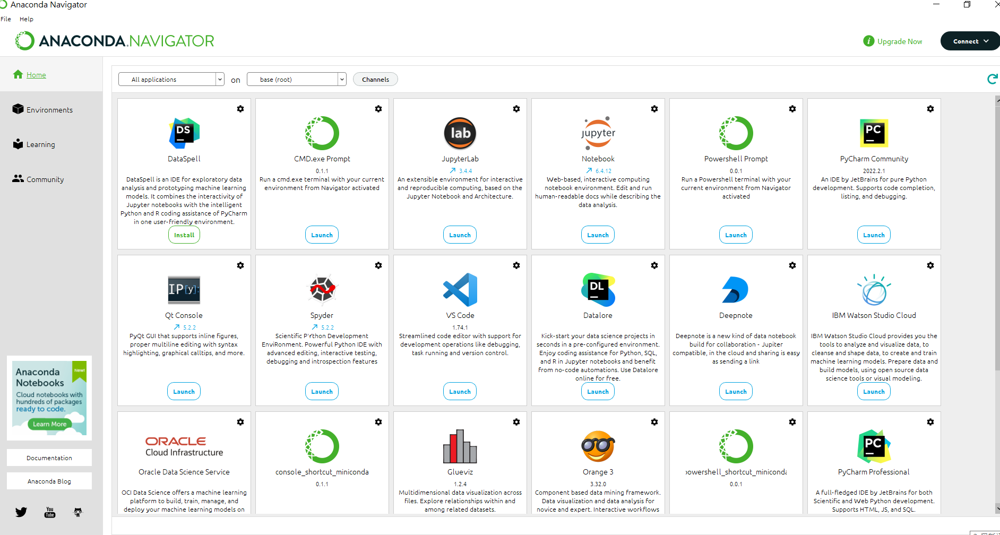 Anaconda Navigator
File Help
ANACONDA.NAVIGATOR
i Upgrade Now
Connect
Home
Environments
Learning
Community
Anaconda
Notebooks
New!
Cloud notebooks with
hundreds of packages
ready to code.
Learn More
Documentation
Anaconda Blog
You
Tube
All applications on base (root) Channels
DS
DataSpell
DataSpell is an IDE for exploratory data
analysis and prototyping machine learning
models. It combines the interactivity of
Jupyter notebooks with the intelligent
Python and R coding assistance of PyCharm
in one user-friendly environment.
Install
CMD.exe Prompt
0.1.1
Run a cmd.exe terminal with your current
environment from Navigator activated
Launch
lab
JupyterLab
3.4.4
An extensible environment for interactive
and reproducible computing, based on the
Jupyter Notebook and Architecture.
Launch
jupyter
Notebook
6.4.12
Web-based, interactive computing
notebook environment. Edit and run
human-readable docs while describing the
data analysis.
Launch
Powershell Prompt
0.0.1
Run a Powershell terminal with your
current environment from Navigator
activated
Launch
PC
PyCharm Community
2022.2.1
An IDE by JetBrains for pure Python
development. Supports code completion,
listing, and debugging.
Launch
IP[y]:
Qt Console
5.2.2
PyQt GUI that supports inline figures,
proper multiline editing with syntax
highlighting, graphical calltips, and more.
Launch
Spyder
5.2.2
Scientific PYthon Development
EnviRonment. Powerful Python IDE with
advanced editing, interactive testing,
debugging and introspection features
Launch
VS Code
1.74.1
Streamlined code editor with support for
development operations like debugging,
task running and version control.
Launch
DL
Datalore
Kick-start your data science projects in
seconds in a pre-configured environment.
Enjoy coding assistance for Python, SQL,
and R in Jupyter notebooks and benefit
from no-code automations. Use Datalore
online for free.
Launch
Deepnote
Deepnote is a new kind of data notebook
build for collaboration - Jupiter
compatible, in the cloud and sharing is easy
as sending a link
Launch
IBM Watson Studio Cloud
IBM Watson Studio Cloud provides you the
tools to analyze and visualize data, to
cleanse and shape data, to create and train
machine learning models. Prepare data and
build models, using open source data
science tools or visual modeling.
Launch
ORACLE
Cloud Infrastructure
Oracle Data Science Service
OCI Data Science offers a machine learning
platform to build, train, manage, and
deploy your machine learning models on
console_shortcut_miniconda
0.1.1
Glueviz
1.2.4
Multidimensional data visualization across
files. Explore relationships within and
among related datasets.
Orange 3
3.32.0
Component based data mining framework.
Data visualization and data analysis for
novice and expert. Interactive workflows
powershell_shortcut_miniconda
0.0.1
PC
PyCharm Professional
A full-fledged IDE by JetBrains for both
Scientific and Web Python development.
Supports HTML, JS, and SQL.